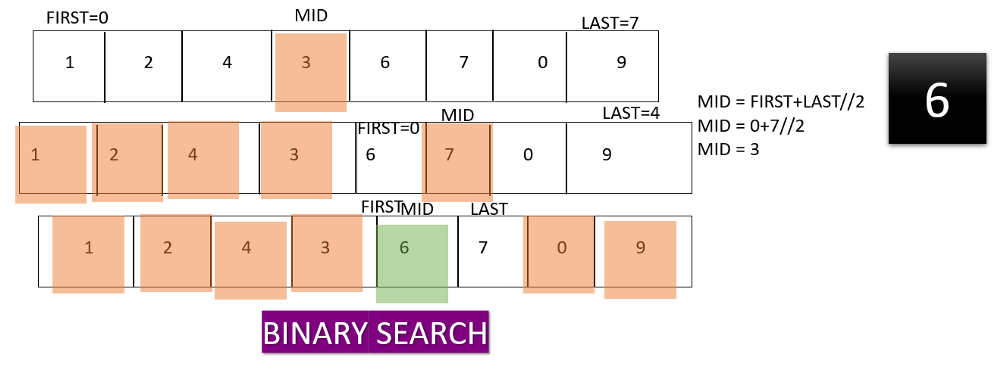 FIRST=0 MID LAST=7
1 2 4 3 6 7 0 9
6
MID = FIRST+LAST//2
MID = 0+7//2
MID = 3
FIRST=0 MID LAST=4
1 2 4 3 6 7 0 9
FIRST MID LAST
1 2 4 3 6 7 0 9
BINARY SEARCH